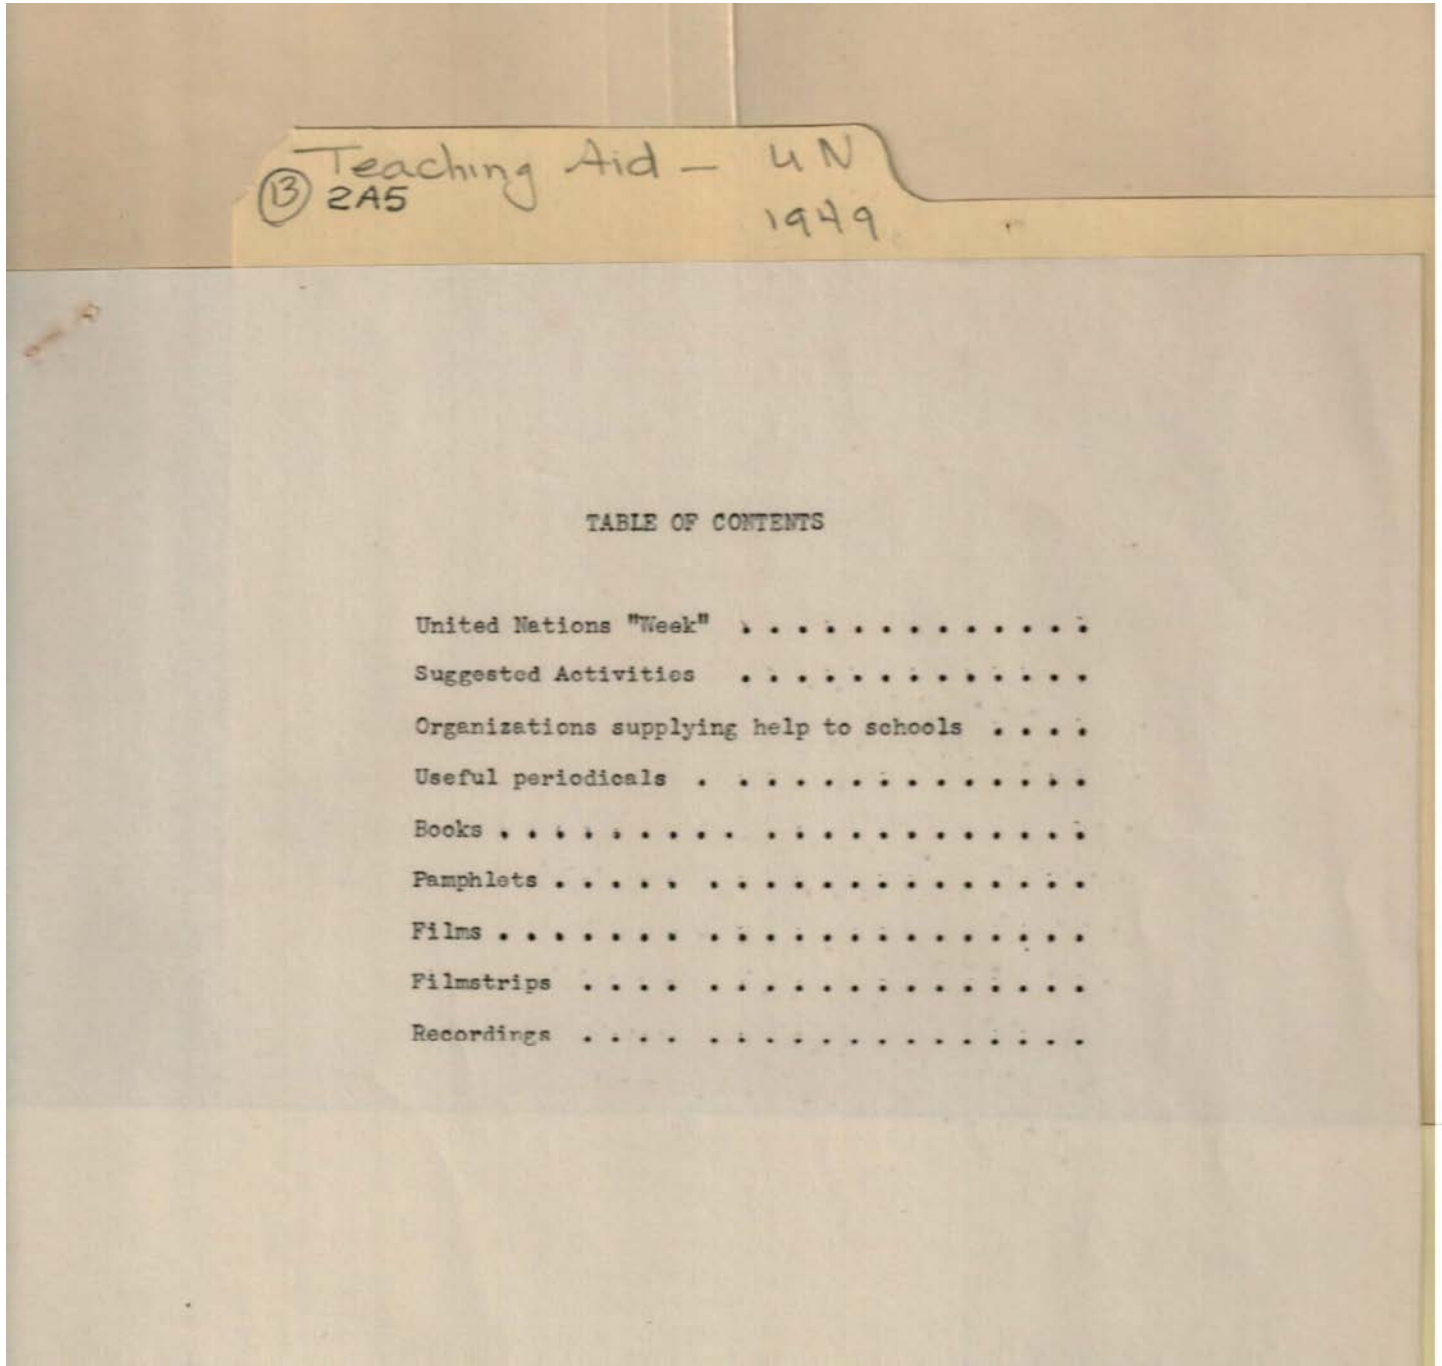 Teaching Aid - UN
13 2A5
1949
TABLE OF CONTENTS
United Nations "Week" . . . . . . . . . . . . .
Suggested Activities . . . . . . . . . . . . .
Organizations supplying help to schools . . . .
Useful periodicals . . . . . . . . . . . . . .
Books . . . . . . . . . . . . . . . . . . . . .
Pamphlets . . . . . . . . . . . . . . . . . . .
Films . . . . . . . . . . . . . . . . . . . . .
Filmstrips . . . . . . . . . . . . . . . . . .
Recordings . . . . . . . . . . . . . . . . . .